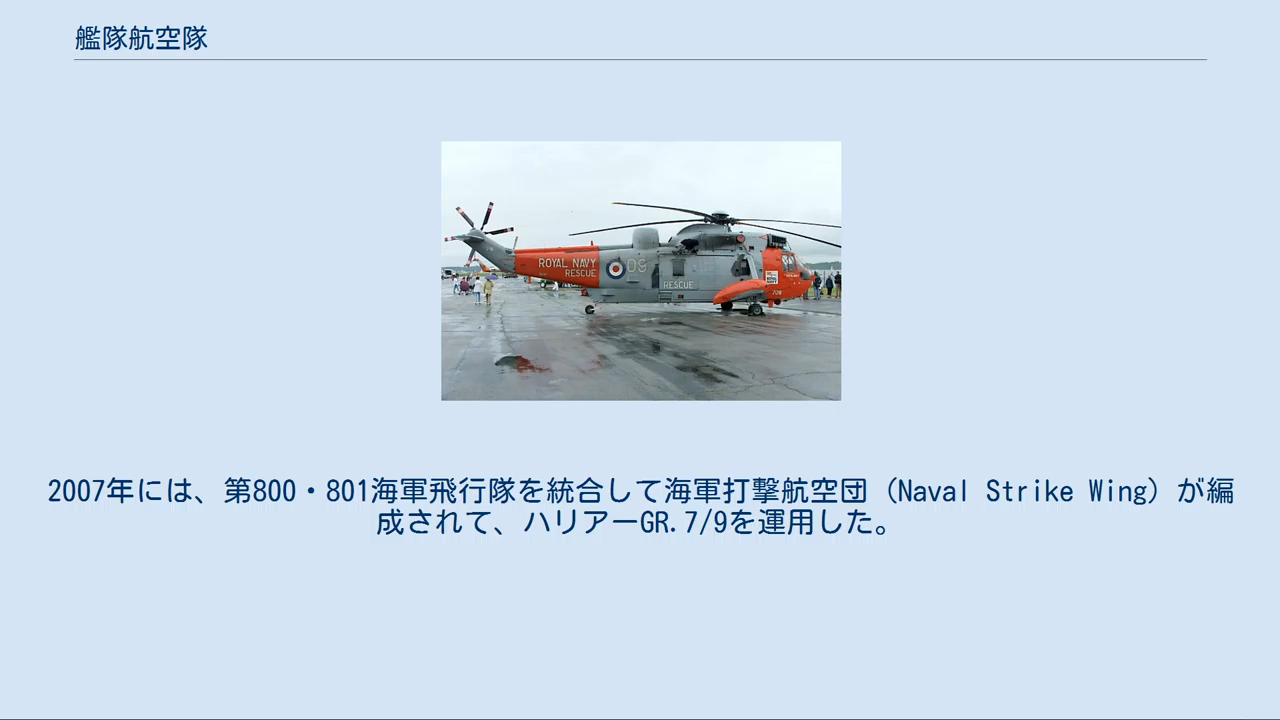 艦隊航空隊
ROYAL NAVY
RESCUE
09
RESCUE
2007年には、第800・801海軍飛行隊を統合して海軍打撃航空団（Naval Strike Wing）が編
成されて、ハリアーGR.7/9を運用した。